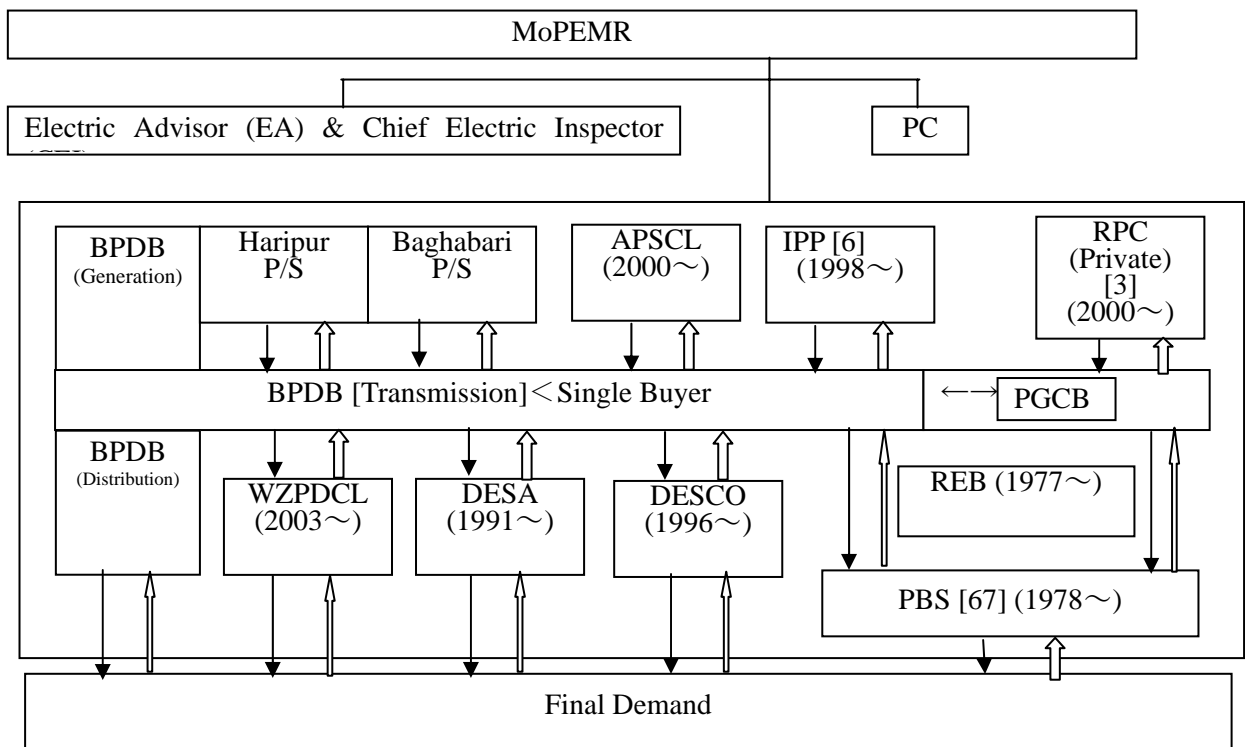 MoPEMR
Electric Advisor (EA) & Chief Electric Inspector
PC
BPDB
(Generation)
Haripur
P/S
Baghabari
P/S
APSCL
(2000～)
IPP [6]
(1998～)
RPC
(Private)
[3]
(2000～)
BPDB [Transmission]＜Single Buyer
←→
PGCB
BPDB
(Distribution)
WZPDCL
(2003～)
DESA
(1991～)
DESCO
(1996～)
REB (1977～)
PBS [67] (1978～)
Final Demand